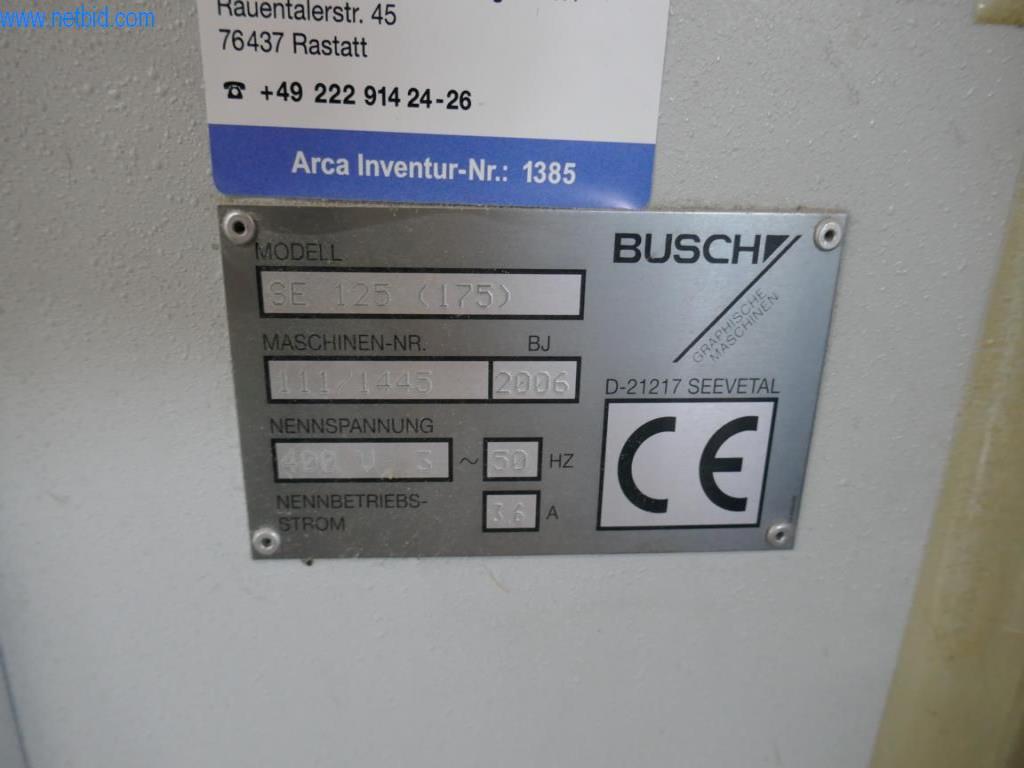 www.netbid.com
Rauentalerstr. 45
76437 Rastatt
☎ +49 222 914 24-26
Arca Inventur-Nr.: 1385
MODELL
SE 125 (175)
MASCHINEN-NR. BJ
111/1445 2006
NENNSPANNUNG
400 V 3 ~ 50 HZ
NENNBETRIEBS-
STROM 3,6 A
BUSCH
GRAPHISCHE
MASCHINEN
D-21217 SEEVETAL
CE